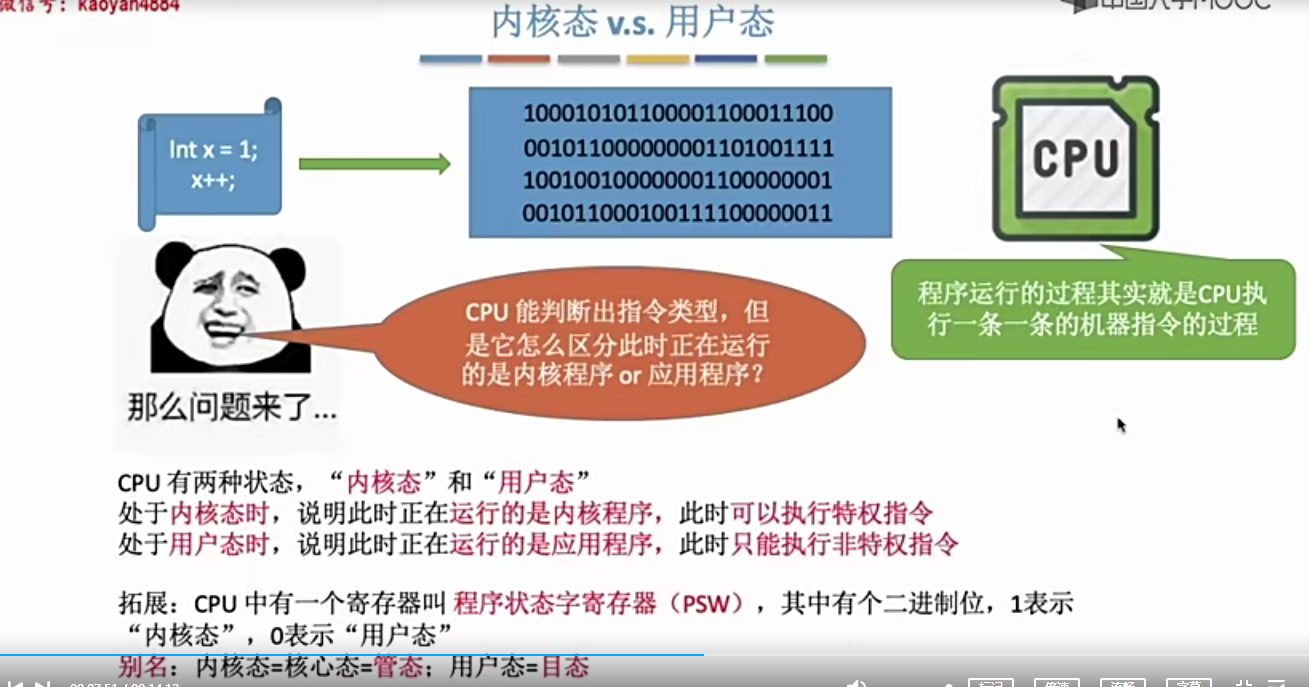 微信号：kaoyan4884
中国大学MOOC
内核态 v.s. 用户态
Int x = 1;
x++;
1000101011000011000 11100
001011000000001101001111
100100100000001100000001
001011000100111100000011
CPU
CPU 能判断出指令类型，但
是它怎么区分此时正在运行
的是内核程序 or 应用程序？
程序运行的过程其实就是CPU执
行一条一条的机器指令的过程
那么问题来了...
CPU 有两种状态，“内核态”和“用户态”
处于内核态时，说明此时正在运行的是内核程序，此时可以执行特权指令
处于用户态时，说明此时正在运行的是应用程序，此时只能执行非特权指令
拓展：CPU 中有一个寄存器叫 程序状态字寄存器（PSW），其中有个二进制位，1表示
“内核态”，0表示“用户态”
别名：内核态=核心态=管态；用户态=目态